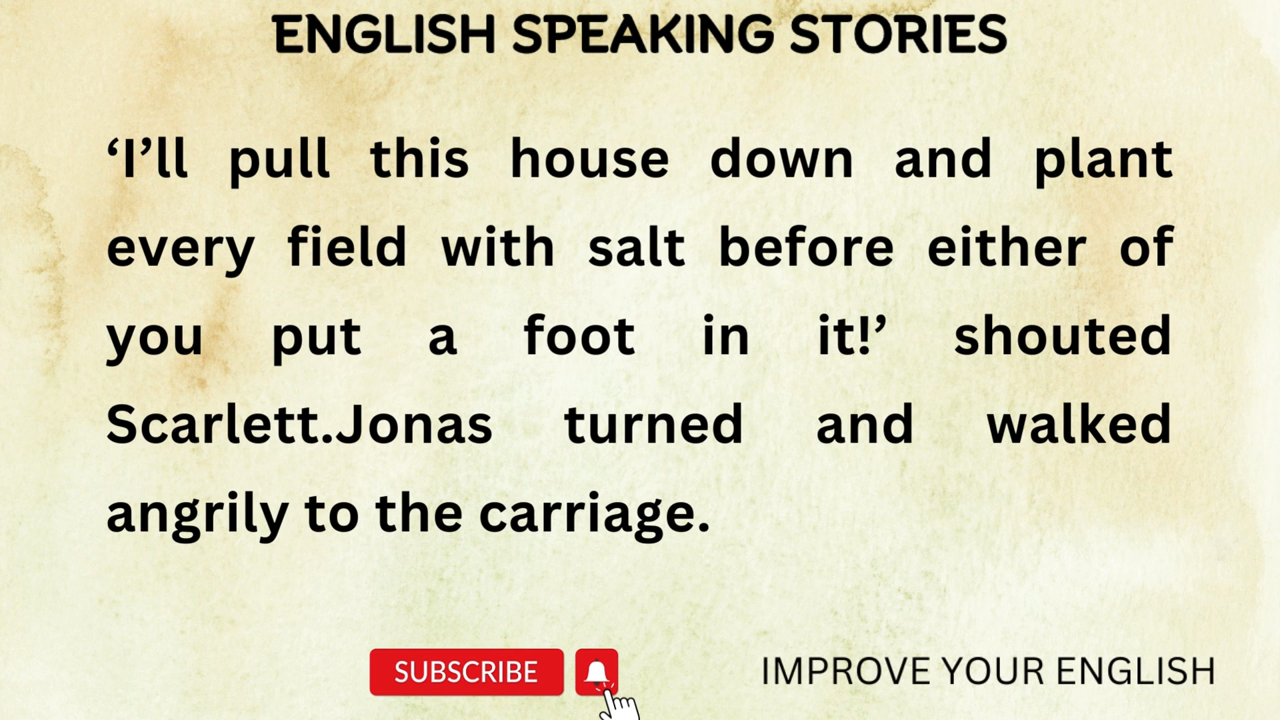 ENGLISH SPEAKING STORIES
‘I’ll pull this house down and plant
every field with salt before either of
you put a foot in it!’ shouted
Scarlett.Jonas turned and walked
angrily to the carriage.
SUBSCRIBE
IMPROVE YOUR ENGLISH